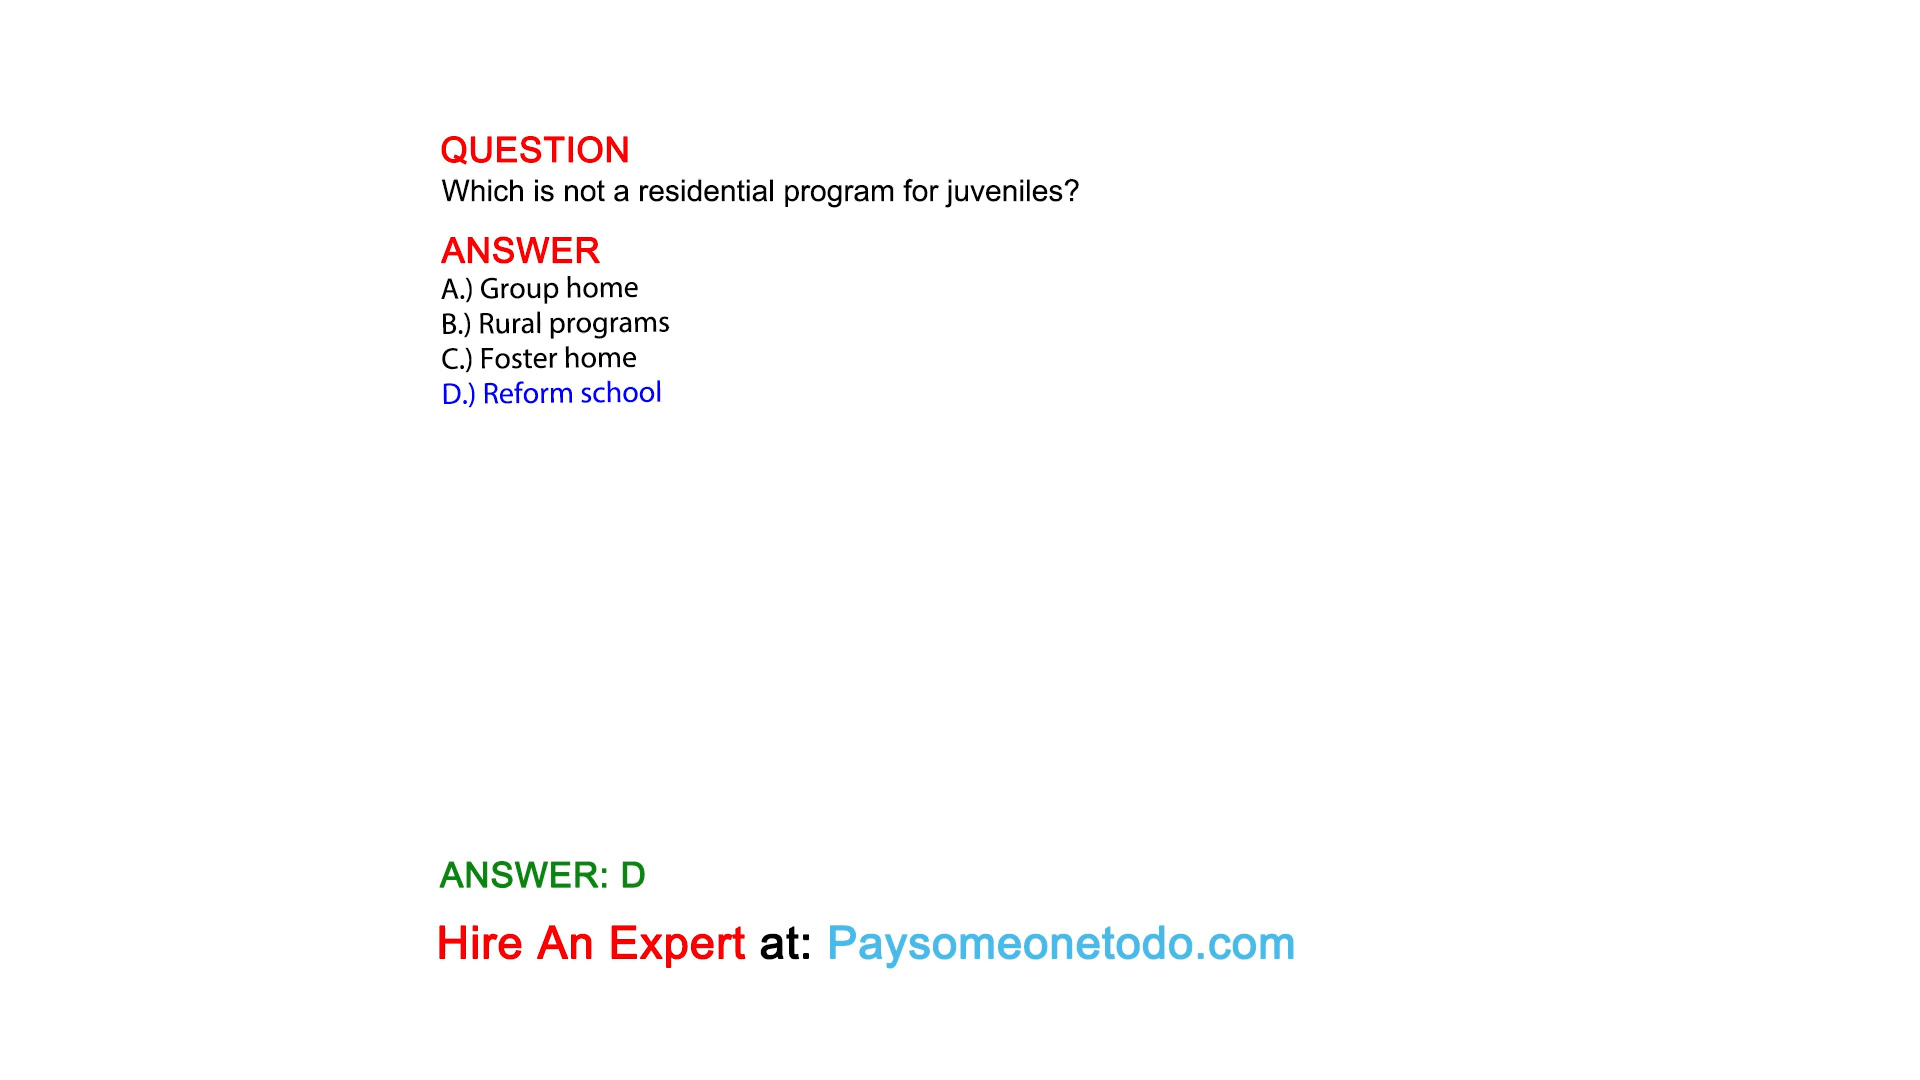 QUESTION
Which is not a residential program for juveniles?
ANSWER
A.) Group home
B.) Rural programs
C.) Foster home
D.) Reform school
ANSWER: D
Hire An Expert at: Paysomeonetodo.com